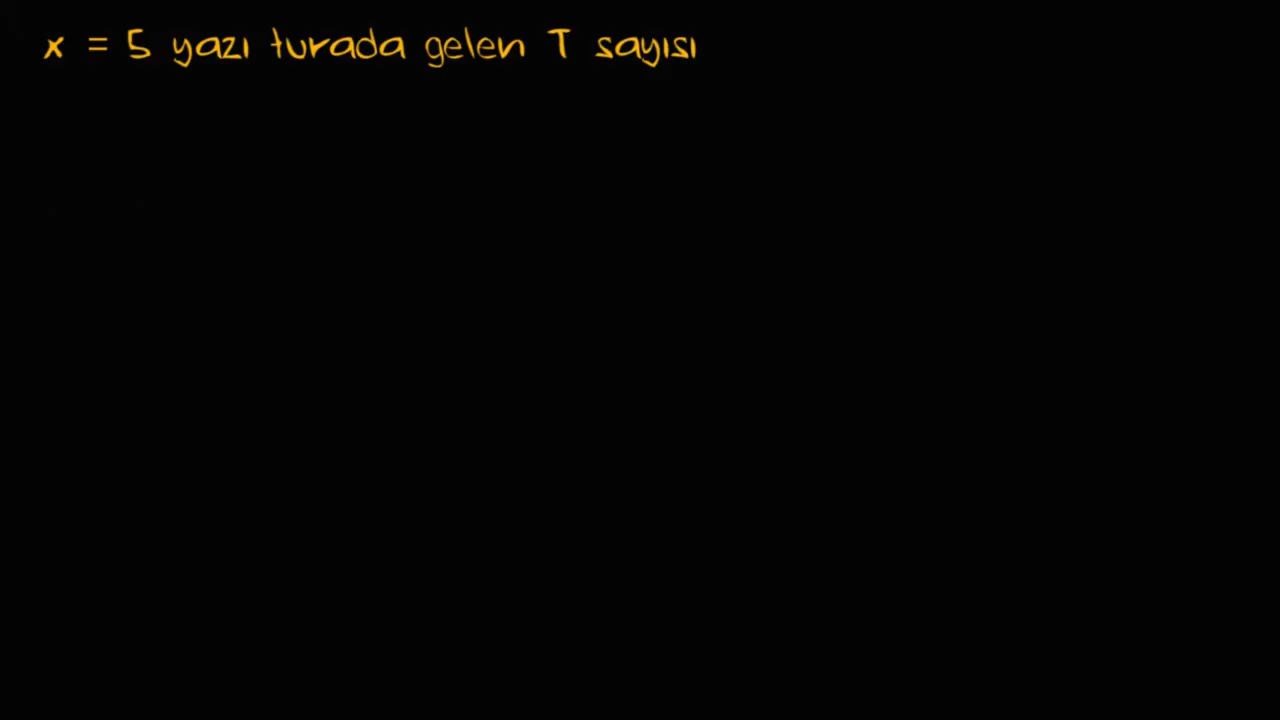 x = 5 yazı turada gelen T sayısı